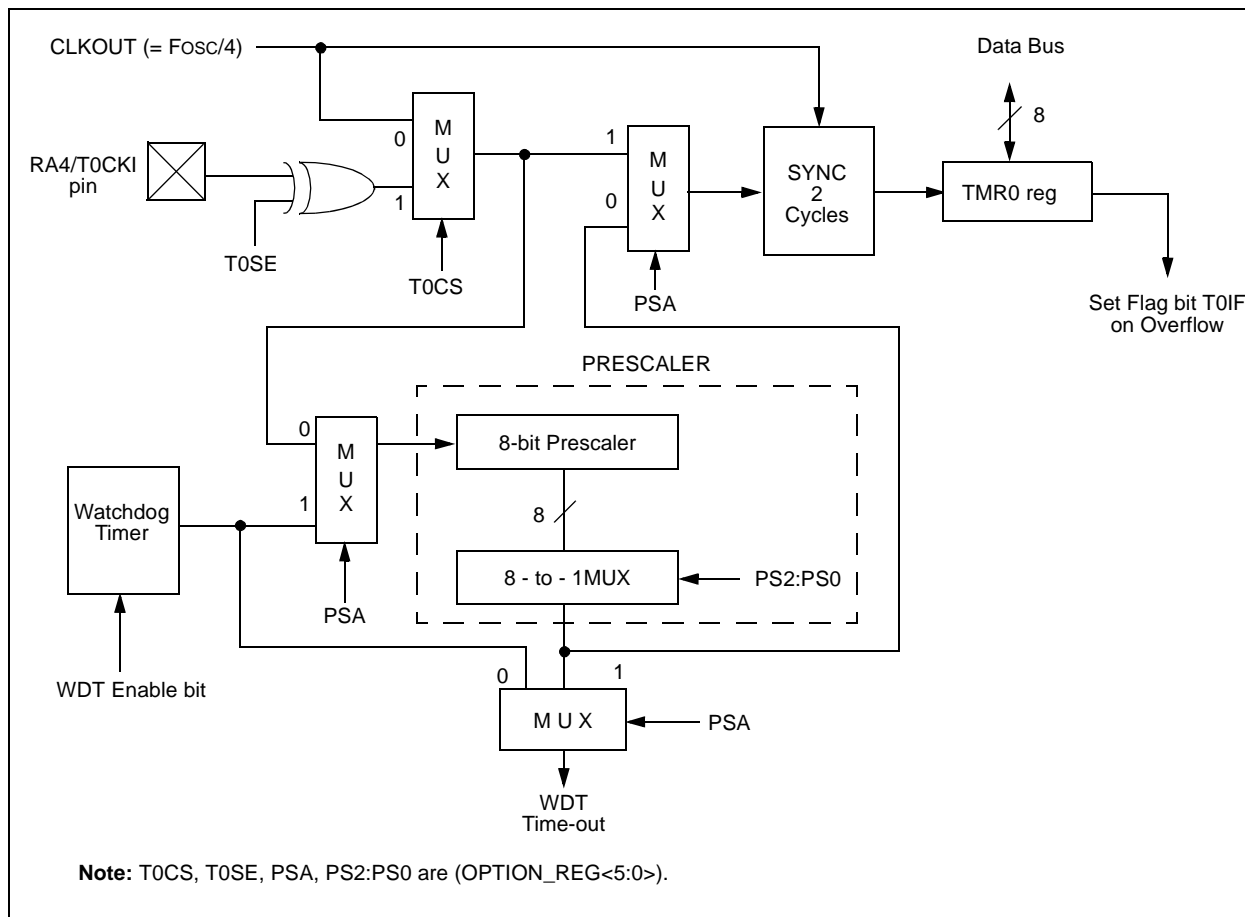 CLKOUT (= FOSC/4)
Data Bus
8
M
U
X
0
1
RA4/T0CKI
pin
T0SE
T0CS
1
0
M
U
X
PSA
SYNC
2
Cycles
TMR0 reg
Set Flag bit T0IF
on Overflow
PRESCALER
0
1
M
U
X
8-bit Prescaler
8
Watchdog
Timer
PSA
8 - to - 1MUX
PS2:PS0
WDT Enable bit
0
1
M U X
PSA
WDT
Time-out
Note: T0CS, T0SE, PSA, PS2:PS0 are (OPTION_REG<5:0>).